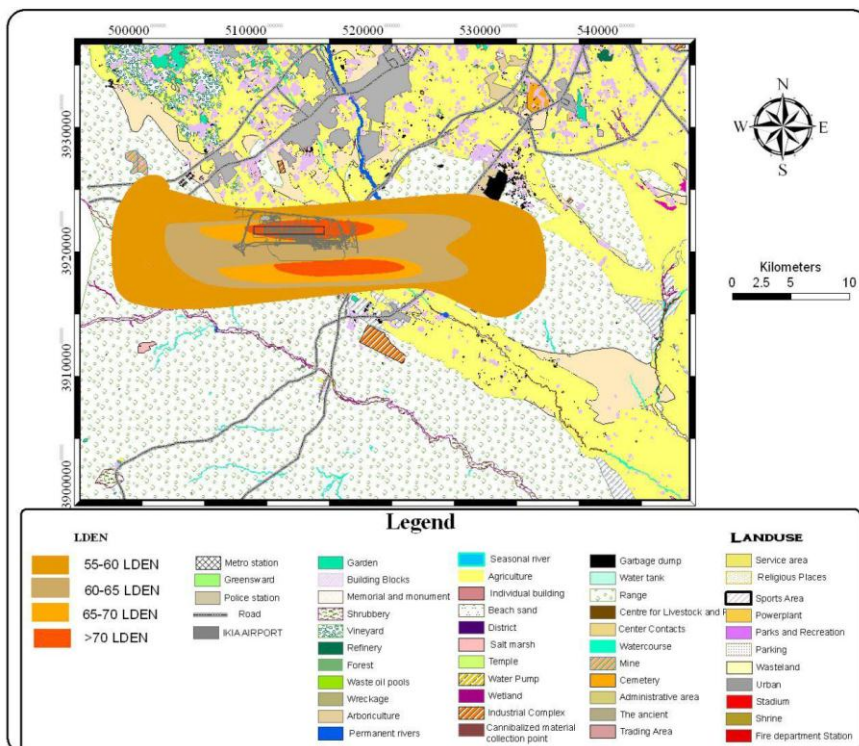 500000 510000 520000 530000 540000
3930000
3920000
3910000
3900000
N
W E
S
Kilometers
0 2.5 5 10
Legend
LDEN
55-60 LDEN
60-65 LDEN
65-70 LDEN
>70 LDEN
Metro station
Greensward
Police station
Road
IKIA AIRPORT
Garden
Building Blocks
Memorial and monument
Shrubbery
Vineyard
Refinery
Forest
Waste oil pools
Wreckage
Arboriculture
Permanent rivers
Seasonal river
Agriculture
Individual building
Beach sand
District
Salt marsh
Temple
Water Pump
Wetland
Industrial Complex
Cannibalized material
collection point
Garbage dump
Water tank
Range
Centre for Livestock and
Center Contacts
Watercourse
Mine
Cemetery
Administrative area
The ancient
Trading Area
LANDUSE
Service area
Religious Places
Sports Area
Powerplant
Parks and Recreation
Parking
Wasteland
Urban
Stadium
Shrine
Fire department Station